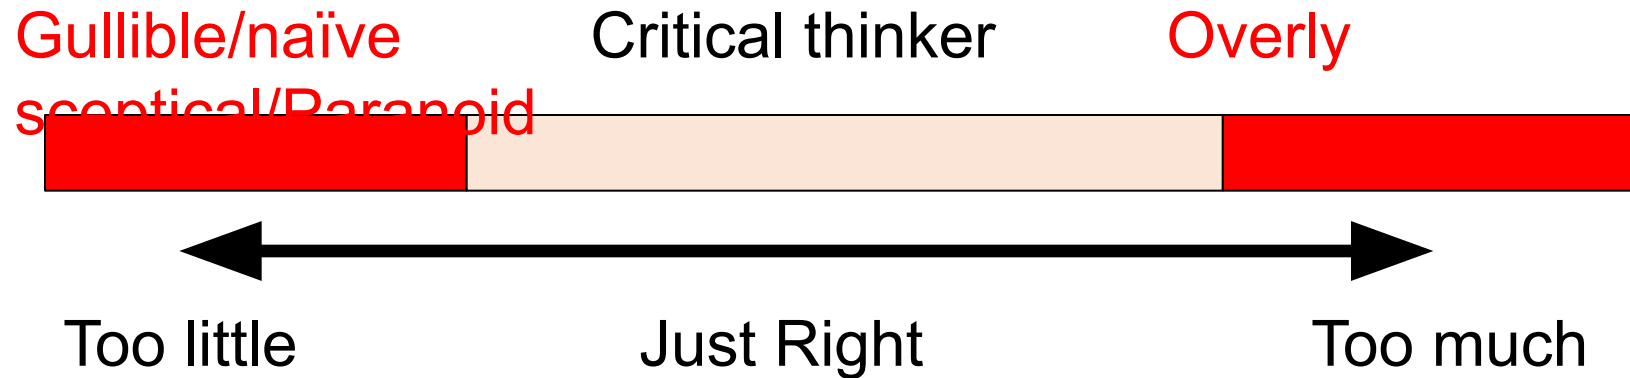 Gullible/naïve Critical thinker Overly
sceptical/Paranoid
Too little Just Right Too much